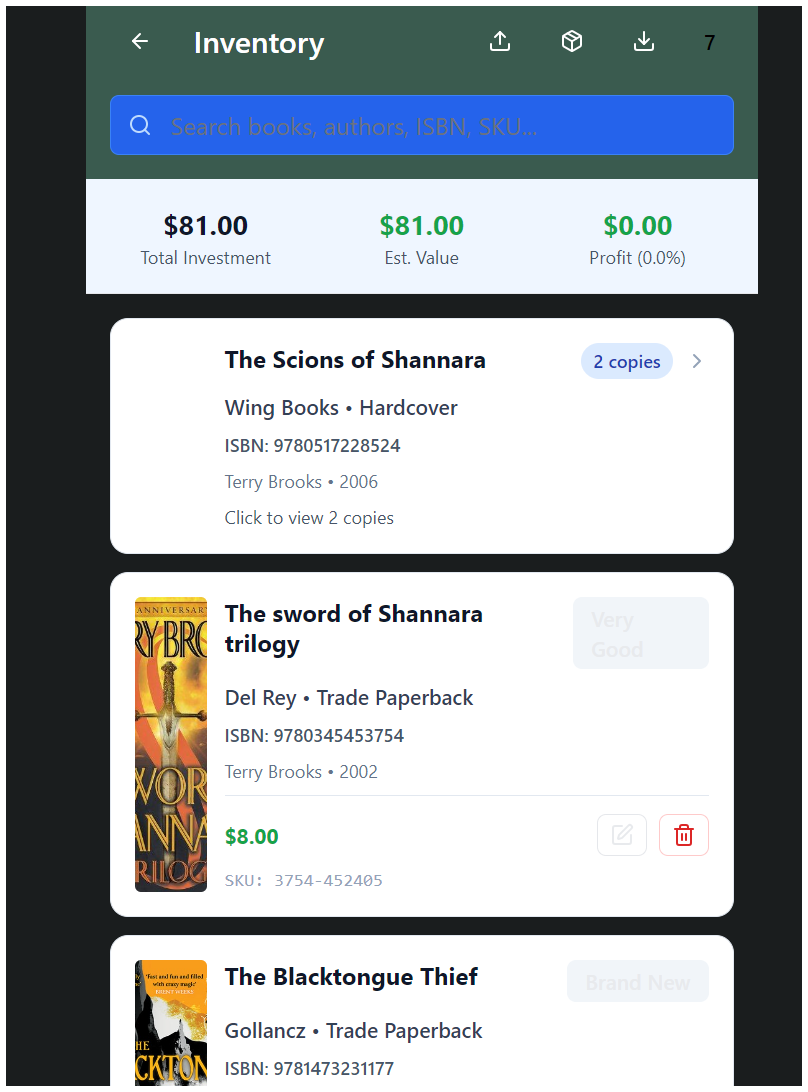 Inventory
7
Search books, authors, ISBN, SKU...
$81.00
Total Investment
$81.00
Est. Value
$0.00
Profit (0.0%)
The Scions of Shannara
2 copies
Wing Books • Hardcover
ISBN: 9780517228524
Terry Brooks • 2006
Click to view 2 copies
ANNIVERSARY
RY BRO
WOR
ANNA
RILOG
The sword of Shannara
trilogy
Very
Good
Del Rey • Trade Paperback
ISBN: 9780345453754
Terry Brooks • 2002
$8.00
SKU: 3754-452405
'Fast and fun and filled
with crazy magic'
BRENT WEEKS
HE
CKTON
The Blacktongue Thief
Brand New
Gollancz • Trade Paperback
ISBN: 9781473231177